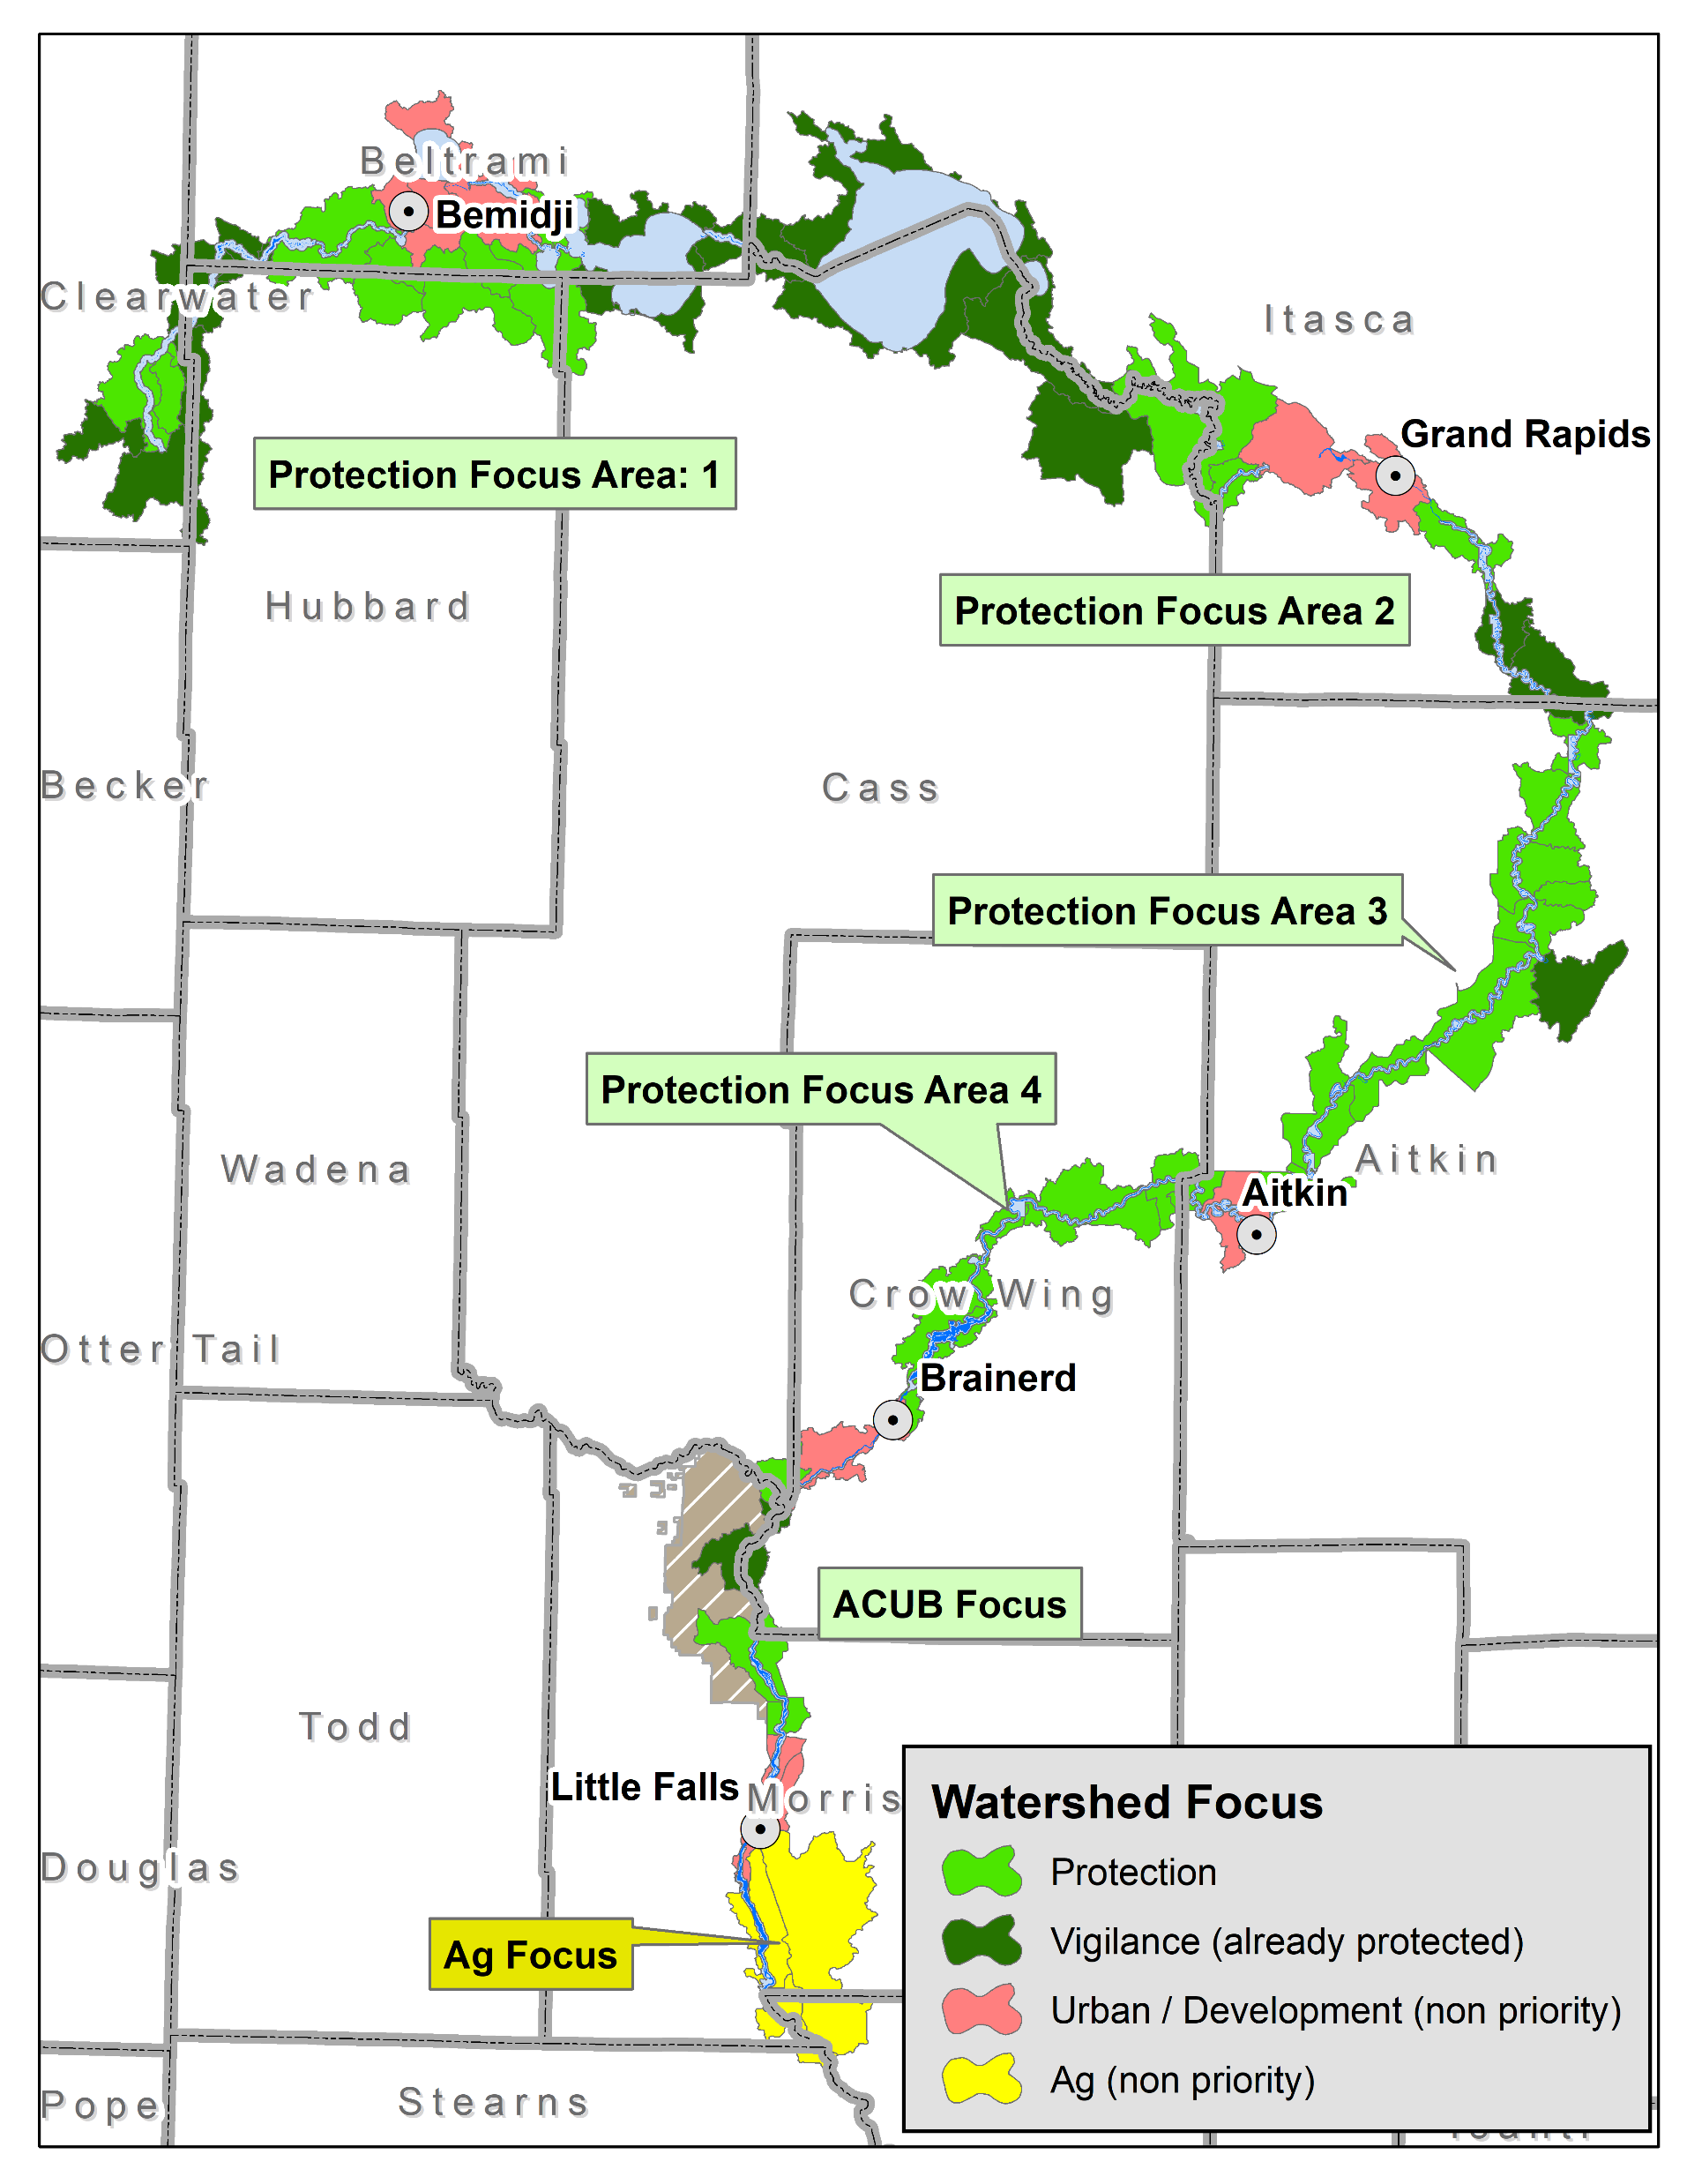 Beltrami
Bemidji
Clearwater
Itasca
Grand Rapids
Protection Focus Area: 1
Hubbard
Protection Focus Area 2
Becker
Cass
Protection Focus Area 3
Protection Focus Area 4
Wadena
Aitkin
Aitkin
Crow Wing
Otter Tail
Brainerd
ACUB Focus
Todd
Little Falls
Morris
Douglas
Ag Focus
Pope
Stearns
Watershed Focus
Protection
Vigilance (already protected)
Urban / Development (non priority)
Ag (non priority)